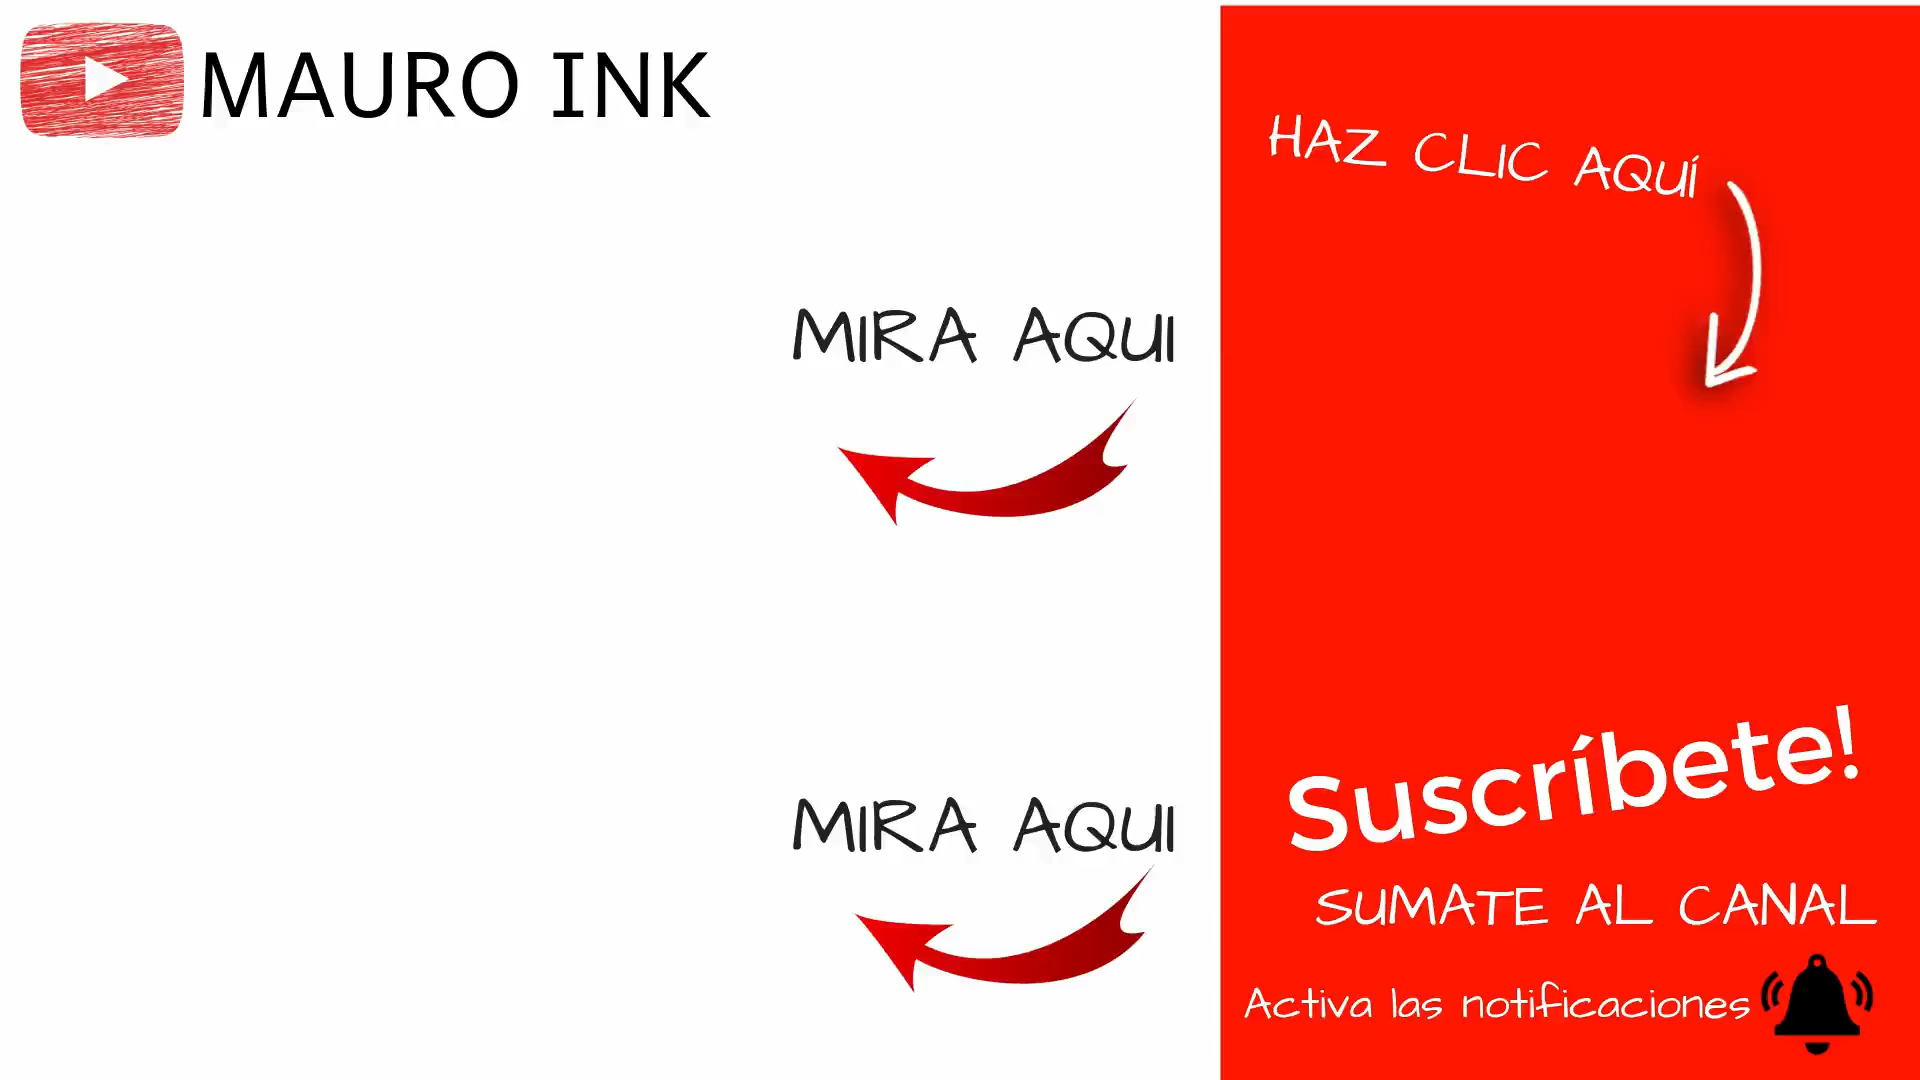 MAURO INK
MIRA AQUI
MIRA AQUI
HAZ CLIC AQUÍ
Suscríbete!
SUMATE AL CANAL
Activa las notificaciones